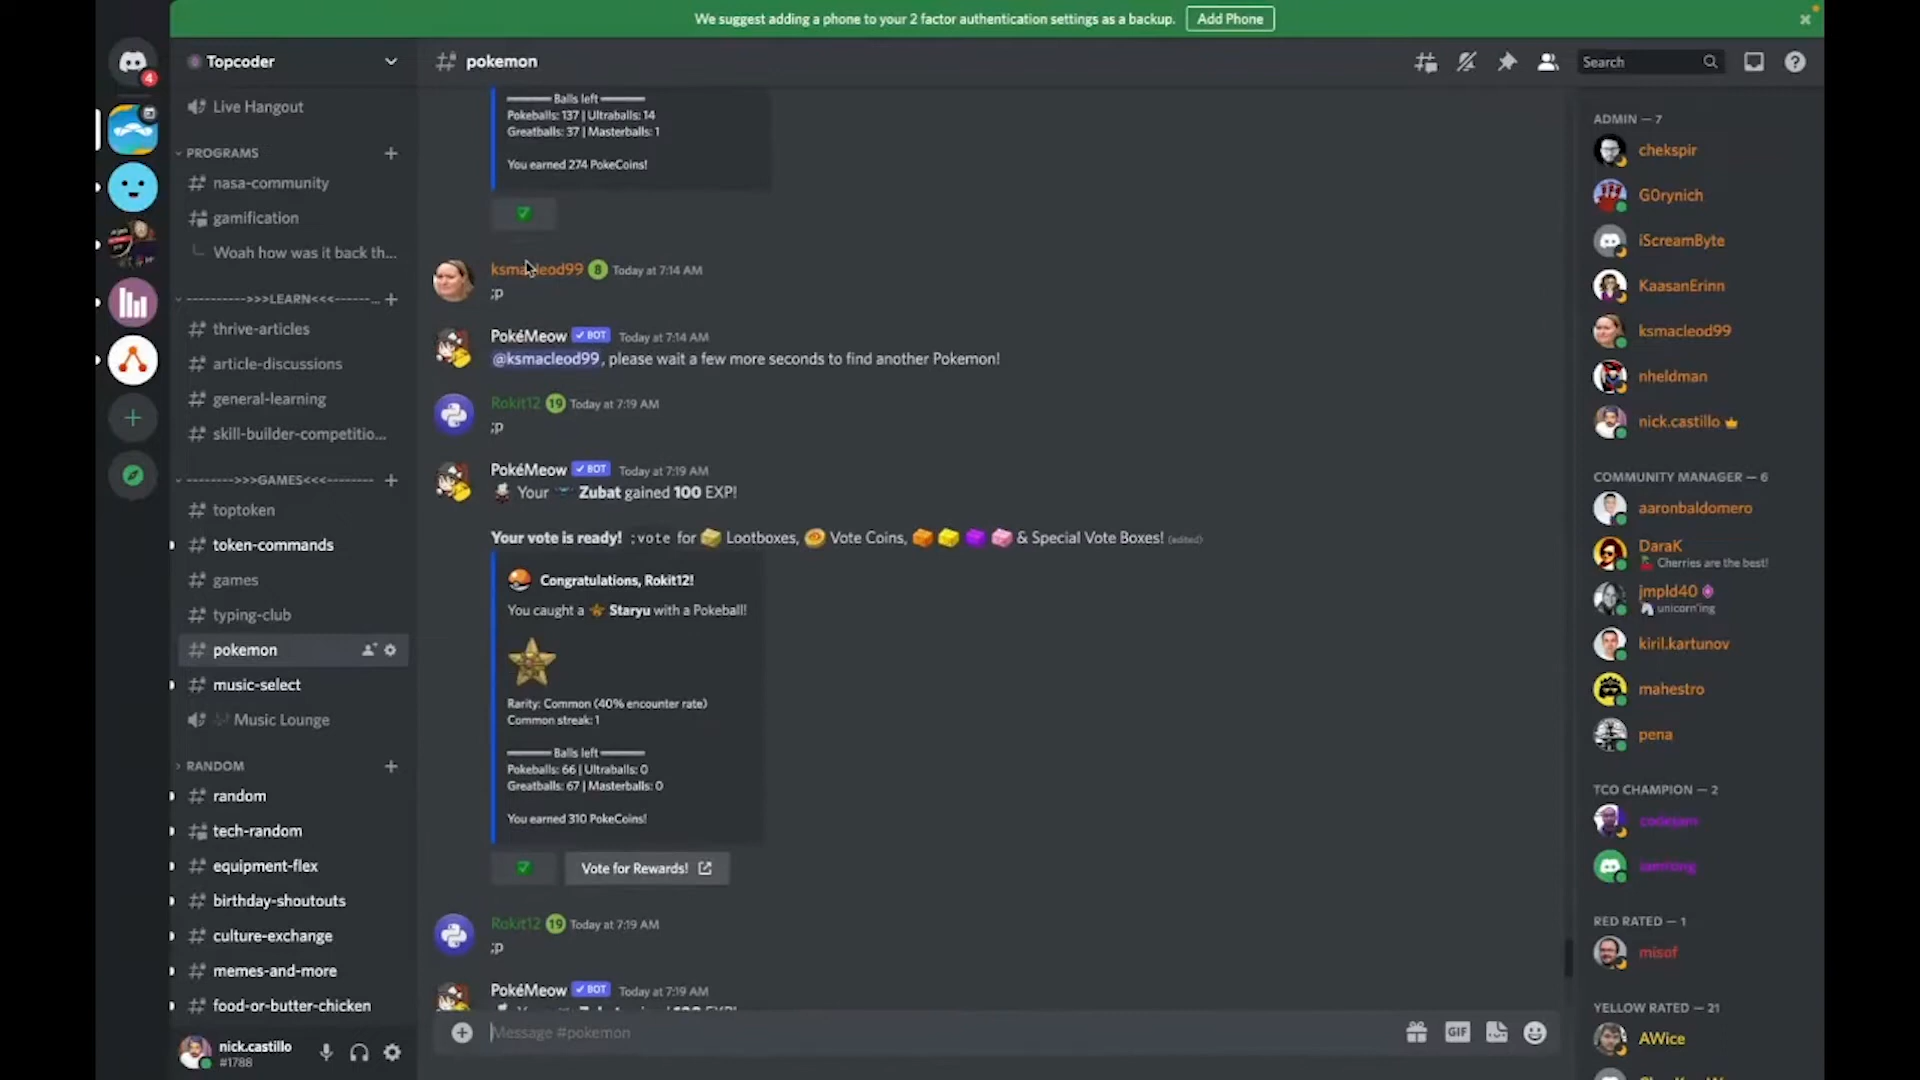 We suggest adding a phone to your 2 factor authentication settings as a backup. Add Phone
4
Topcoder
Live Hangout
PROGRAMS
nasa-community
gamification
Woah how was it back th...
---------->>>LEARN<<<------...
thrive-articles
article-discussions
general-learning
skill-builder-competitio...
-------->>>GAMES<<<--------
toptoken
token-commands
games
typing-club
pokemon
music-select
Music Lounge
RANDOM
random
tech-random
equipment-flex
birthday-shoutouts
culture-exchange
memes-and-more
food-or-butter-chicken
nick.castillo
#1788
pokemon
Search
Balls left
Pokeballs: 137 | Ultraballs: 14
Greatballs: 37 | Masterballs: 1
You earned 274 PokeCoins!
ksmacleod99 8 Today at 7:14 AM
;p
PokéMeow BOT Today at 7:14 AM
@ksmacleod99, please wait a few more seconds to find another Pokemon!
Rokit12 19 Today at 7:19 AM
;p
PokéMeow BOT Today at 7:19 AM
Your Zubat gained 100 EXP!
Your vote is ready! ;vote for Lootboxes, Vote Coins, & Special Vote Boxes! (edited)
Congratulations, Rokit12!
You caught a Staryu with a Pokeball!
Rarity: Common (40% encounter rate)
Common streak: 1
Balls left
Pokeballs: 66 | Ultraballs: 0
Greatballs: 67 | Masterballs: 0
You earned 310 PokeCoins!
Vote for Rewards!
Rokit12 19 Today at 7:19 AM
;p
PokéMeow BOT Today at 7:19 AM
Message #pokemon
GIF
ADMIN — 7
chekspir
G0rynich
iScreamByte
KaasanErinn
ksmacleod99
nheldman
nick.castillo
COMMUNITY MANAGER — 6
aaronbaldomero
DaraK
Cherries are the best!
jmpld40
unicorn'ing
kiril.kartunov
mahestro
pena
TCO CHAMPION — 2
RED RATED — 1
misof
YELLOW RATED — 21
AWice